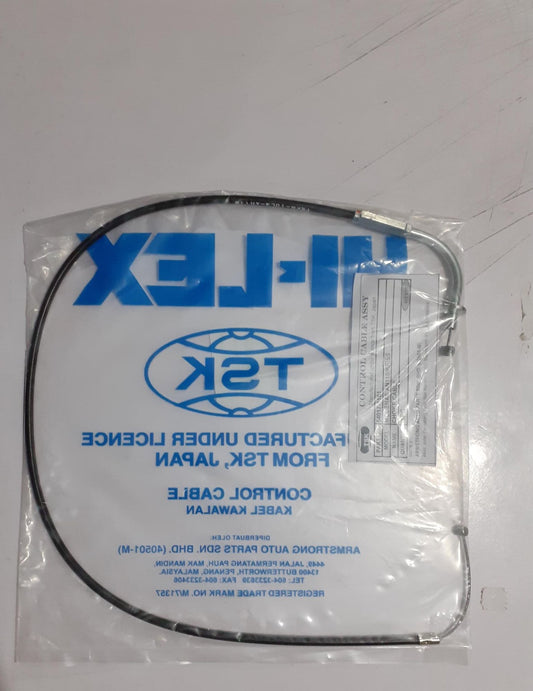 HI-LEX
TSK
FACTURED UNDER LICENCE
FROM TSK, JAPAN
CONTROL CABLE
KABEL KAWALAN
DIPERBUAT OLEH:
ARMSTRONG AUTO PARTS SDN. BHD. (40501-M)
4449, JALAN PERMATANG PAUH, MAK MANDIN,
13400 BUTTERWORTH, PENANG, MALAYSIA.
TEL: 604-3233630 FAX: 604-3233406
REGISTERED TRADE MARK NO. M/71357
CONTROL CABLE ASSY